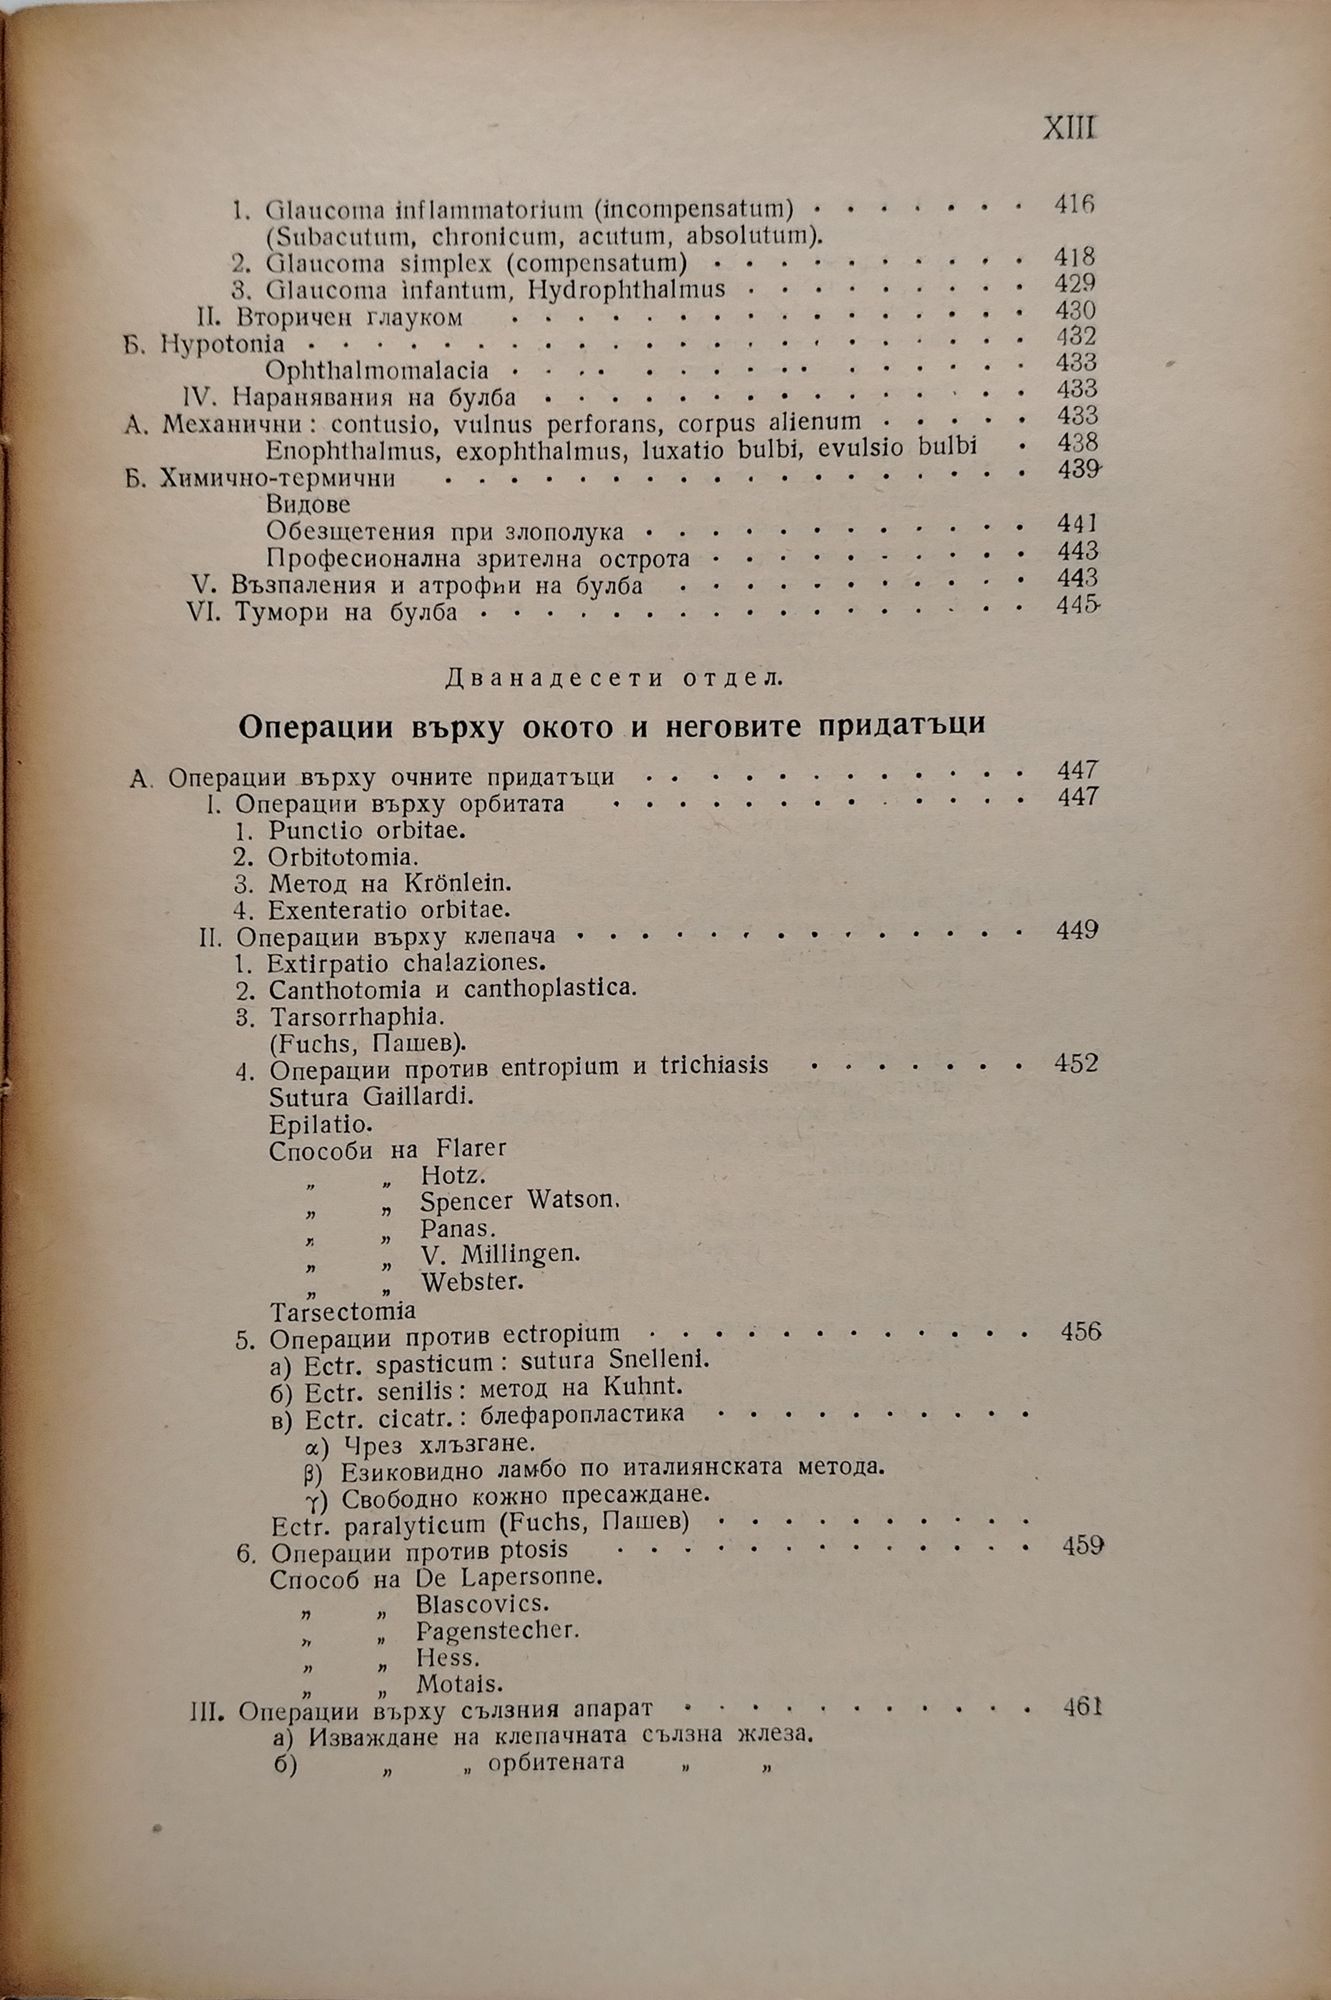 XIII
1. Glaucoma inflammatorium (incompensatum) . . . . . . . 416
(Subacutum, chronicum, acutum, absolutum).
2. Glaucoma simplex (compensatum) . . . . . . . . . . 418
3. Glaucoma infantum, Hydrophthalmus . . . . . . . . . 429
II. Вторичен глауком . . . . . . . . . . . . . . . . 430
Б. Hypotonia . . . . . . . . . . . . . . . . . . . . . . 432
Ophthalmomalacia . . . . . . . . . . . . . . . . 433
IV. Наранявания на булба . . . . . . . . . . . . . . . 433
А. Механични : contusio, vulnus perforans, corpus alienum . . . . . 433
Enophthalmus, exophthalmus, luxatio bulbi, evulsio bulbi . 438
Б. Химично-термични . . . . . . . . . . . . . . . . . . 439
Видове
Обезщетения при злополука . . . . . . . . . . . . 441
Професионална зрителна острота . . . . . . . . . . 443
V. Възпаления и атрофии на булба . . . . . . . . . . . 443
VI. Тумори на булба . . . . . . . . . . . . . . . . . 445
Дванадесети отдел.
Операции върху окото и неговите придатъци
А. Операции върху очните придатъци . . . . . . . . . . . . 447
I. Операции върху орбитата . . . . . . . . . . . . . 447
1. Punctio orbitae.
2. Orbitotomia.
3. Метод на Krönlein.
4. Exenteratio orbitae.
II. Операции върху клепача . . . . . . . . . . . . . . 449
1. Extirpatio chalaziones.
2. Canthotomia и canthoplastica.
3. Tarsorrhaphia.
(Fuchs, Пашев).
4. Операции против entropium и trichiasis . . . . . . . 452
Sutura Gaillardi.
Epilatio.
Способи на Flarer
„ „ Hotz.
„ „ Spencer Watson.
„ „ Panas.
„ „ V. Millingen.
„ „ Webster.
Tarsectomia
5. Операции против ectropium . . . . . . . . . . . . 456
а) Ectr. spasticum : sutura Snelleni.
б) Ectr. senilis : метод на Kuhnt.
в) Ectr. cicatr. : блефаропластика . . . . . . . . . .
α) Чрез хлъзгане.
β) Езиковидно ламбо по италиянската метода.
γ) Свободно кожно пресаждане.
Ectr. paralyticum (Fuchs, Пашев) . . . . . . . . . .
6. Операции против ptosis . . . . . . . . . . . . . 459
Способ на De Lapersonne.
„ „ Blascovics.
„ „ Pagenstecher.
„ „ Hess.
„ „ Motais.
III. Операции върху сълзния апарат . . . . . . . . . . . 461
а) Изваждане на клепачната сълзна жлеза.
б) „ „ орбитената „ „